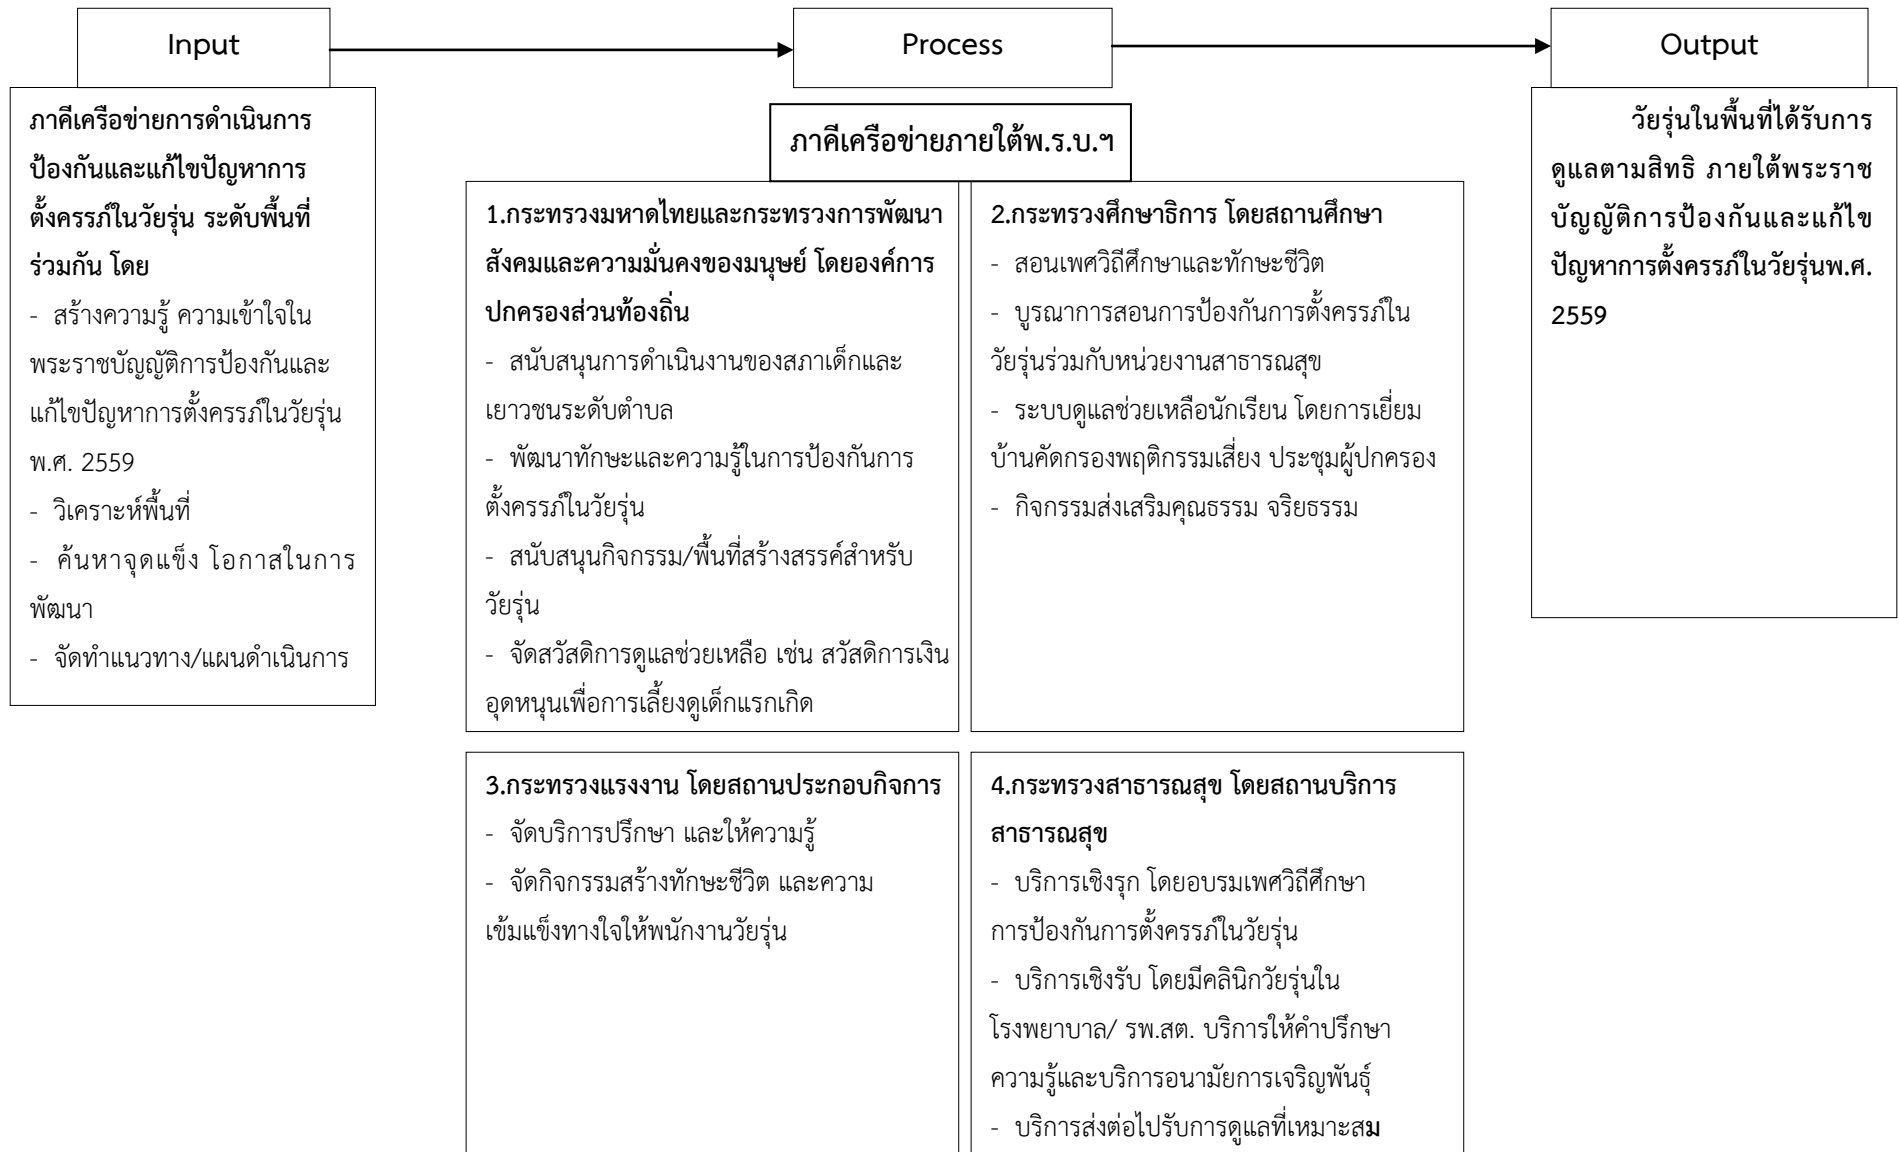 Input
Process
Output
ภาคีเครือข่ายการดำเนินการ
ป้องกันและแก้ไขปัญหาการ
ตั้งครรภ์ในวัยรุ่น ระดับพื้นที่
ร่วมกัน โดย
- สร้างความรู้ ความเข้าใจใน
พระราชบัญญัติการป้องกันและ
แก้ไขปัญหาการตั้งครรภ์ในวัยรุ่น
พ.ศ. 2559
- วิเคราะห์พื้นที่
- ค้นหาจุดแข็ง โอกาสในการ
พัฒนา
- จัดทำแนวทาง/แผนดำเนินการ
ภาคีเครือข่ายภายใต้พ.ร.บ.ฯ
1.กระทรวงมหาดไทยและกระทรวงการพัฒนา
สังคมและความมั่นคงของมนุษย์ โดยองค์การ
ปกครองส่วนท้องถิ่น
- สนับสนุนการดำเนินงานของสภาเด็กและ
เยาวชนระดับตำบล
- พัฒนาทักษะและความรู้ในการป้องกันการ
ตั้งครรภ์ในวัยรุ่น
- สนับสนุนกิจกรรม/พื้นที่สร้างสรรค์สำหรับ
วัยรุ่น
- จัดสวัสดิการดูแลช่วยเหลือ เช่น สวัสดิการเงิน
อุดหนุนเพื่อการเลี้ยงดูเด็กแรกเกิด
2.กระทรวงศึกษาธิการ โดยสถานศึกษา
- สอนเพศวิถีศึกษาและทักษะชีวิต
- บูรณาการสอนการป้องกันการตั้งครรภ์ใน
วัยรุ่นร่วมกับหน่วยงานสาธารณสุข
- ระบบดูแลช่วยเหลือนักเรียน โดยการเยี่ยม
บ้านคัดกรองพฤติกรรมเสี่ยง ประชุมผู้ปกครอง
- กิจกรรมส่งเสริมคุณธรรม จริยธรรม
3.กระทรวงแรงงาน โดยสถานประกอบกิจการ
- จัดบริการปรึกษา และให้ความรู้
- จัดกิจกรรมสร้างทักษะชีวิต และความ
เข้มแข็งทางใจให้พนักงานวัยรุ่น
4.กระทรวงสาธารณสุข โดยสถานบริการ
สาธารณสุข
- บริการเชิงรุก โดยอบรมเพศวิถีศึกษา
การป้องกันการตั้งครรภ์ในวัยรุ่น
- บริการเชิงรับ โดยมีคลินิกวัยรุ่นใน
โรงพยาบาล/ รพ.สต. บริการให้คำปรึกษา
ความรู้และบริการอนามัยการเจริญพันธุ์
- บริการส่งต่อไปรับการดูแลที่เหมาะสม
วัยรุ่นในพื้นที่ได้รับการ
ดูแลตามสิทธิ ภายใต้พระราช
บัญญัติการป้องกันและแก้ไข
ปัญหาการตั้งครรภ์ในวัยรุ่นพ.ศ.
2559